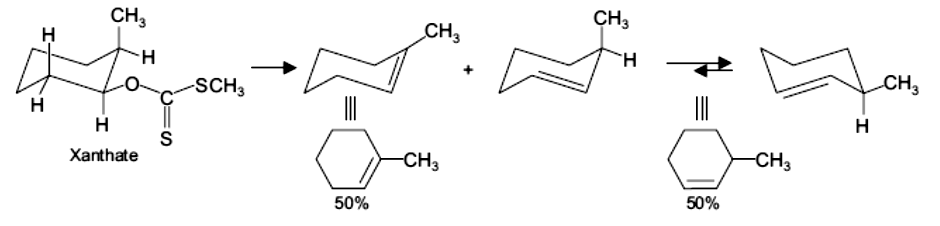 CH3
H
H
O
C
SCH3
S
H
H
Xanthate
CH3
CH3
50%
+
CH3
H
CH3
50%
CH3
H